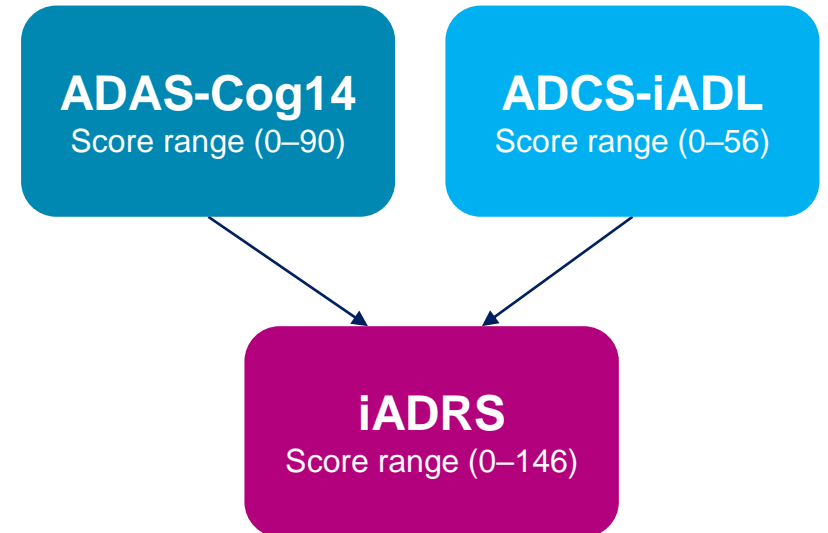 ADAS-Cog14
Score range (0–90)
ADCS-iADL
Score range (0–56)
iADRS
Score range (0–146)